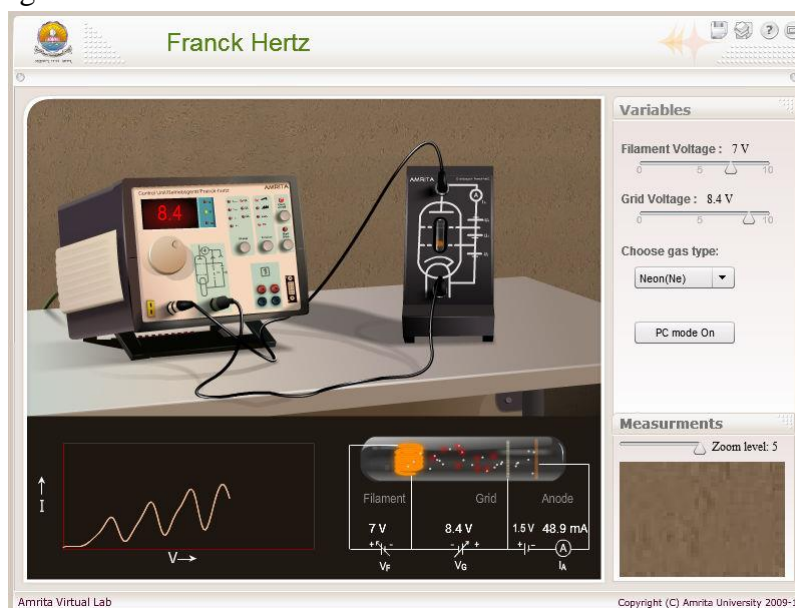 Franck Hertz
Variables
Filament Voltage : 7 V
0 5 10
Grid Voltage : 8.4 V
0 5 10
Choose gas type:
Neon(Ne)
PC mode On
AMRITA
8.4
AMRITA
Measurments
Zoom level: 5
I
V
Filament Grid Anode
7 V 8.4 V 1.5 V 48.9 mA
+ - - + + - A
VF VG IA
Amrita Virtual Lab
Copyright (C) Amrita University 2009-1